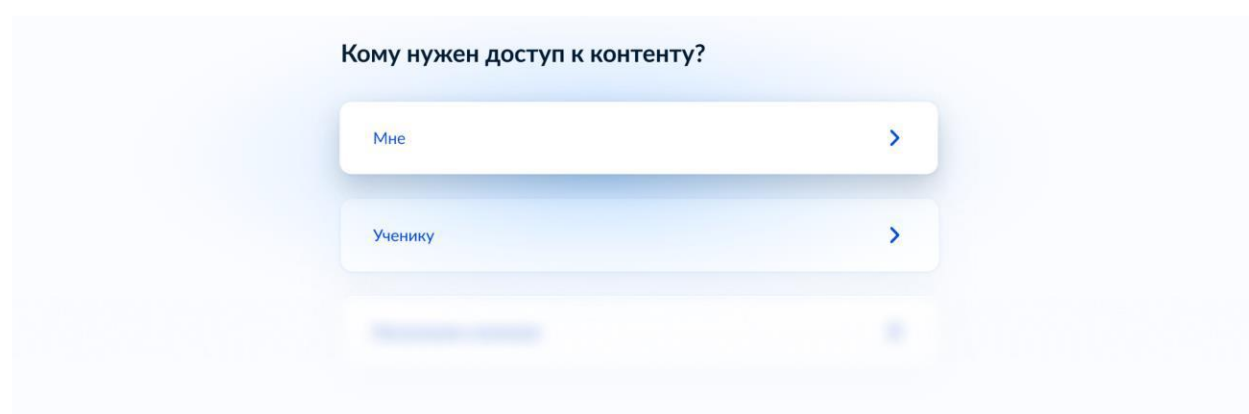 Кому нужен доступ к контенту?
Мне
Ученику